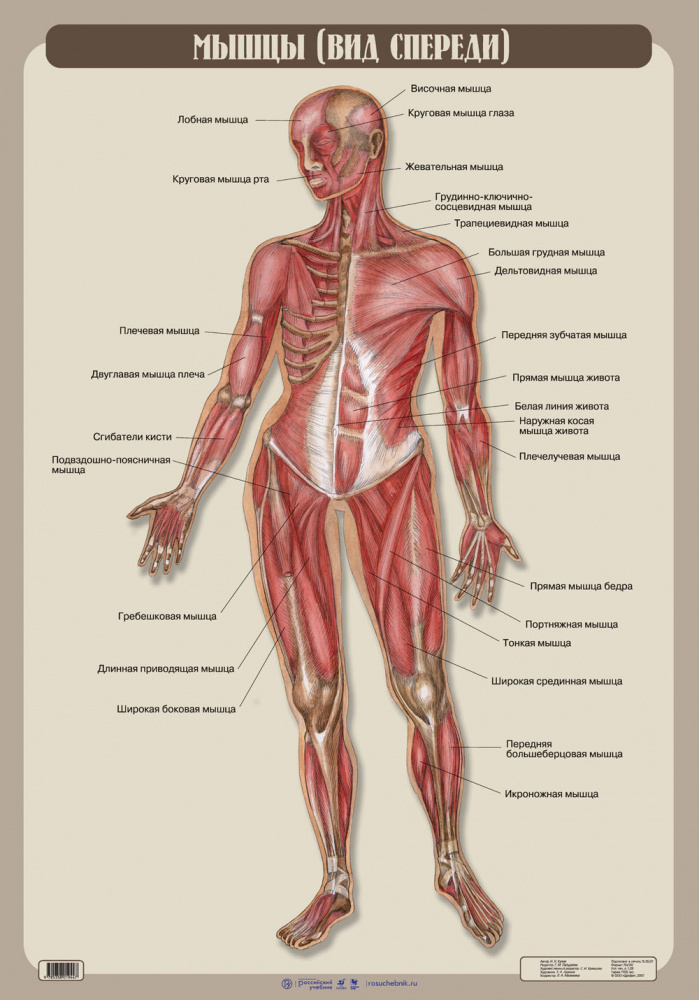 МЫШЦЫ (ВИД СПЕРЕДИ)
Височная мышца
Лобная мышца
Круговая мышца глаза
Жевательная мышца
Круговая мышца рта
Грудинно-ключично-
сосцевидная мышца
Трапециевидная мышца
Большая грудная мышца
Дельтовидная мышца
Плечевая мышца
Передняя зубчатая мышца
Двуглавая мышца плеча
Прямая мышца живота
Белая линия живота
Наружная косая
мышца живота
Сгибатели кисти
Плечелучевая мышца
Подвздошно-поясничная
мышца
Прямая мышца бедра
Гребешковая мышца
Портняжная мышца
Тонкая мышца
Длинная приводящая мышца
Широкая срединная мышца
Широкая боковая мышца
Передняя
большеберцовая мышца
Икроножная мышца
российский
учебник
rosuchebnik.ru